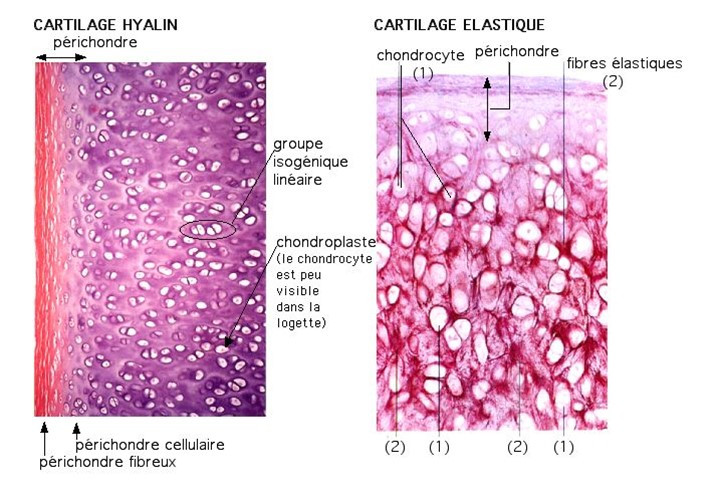 CARTILAGE HYALIN
périchondre
groupe
isogénique
linéaire
chondroplaste
(le chondrocyte
est peu
visible
dans la
logette)
périchondre cellulaire
périchondre fibreux
CARTILAGE ELASTIQUE
chondrocyte
(1)
périchondre
fibres élastiques
(2)
(2) (1) (2) (1)